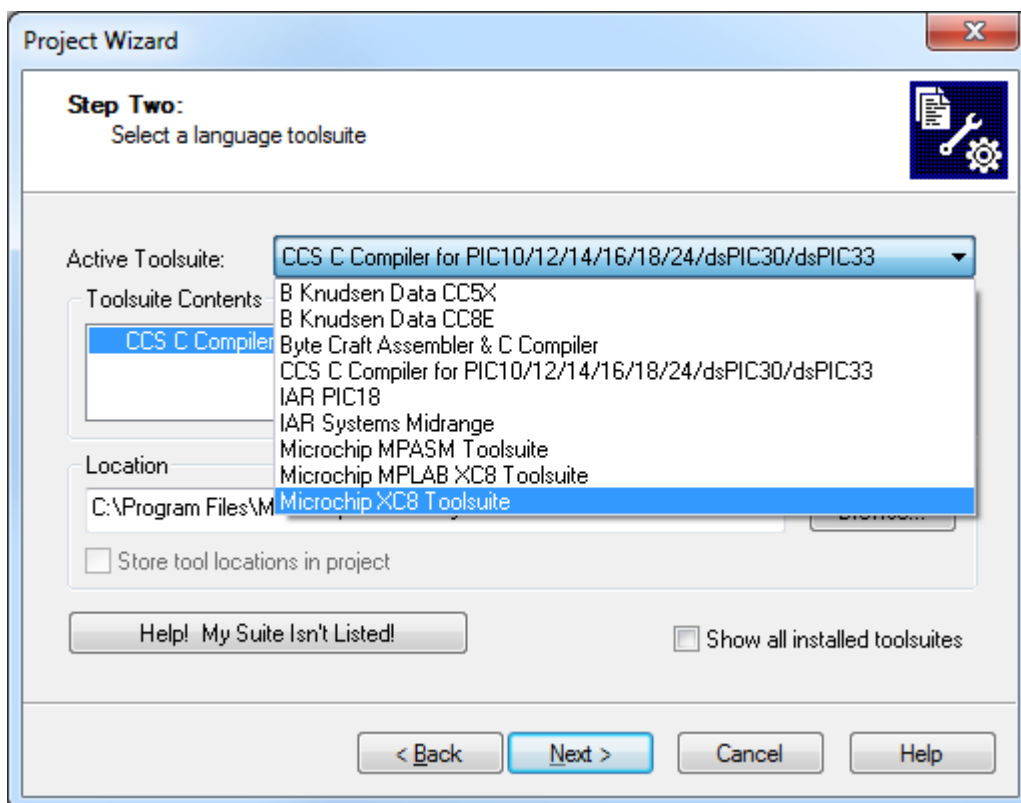 Project Wizard
Step Two:
Select a language toolsuite
Active Toolsuite:
CCS C Compiler for PIC10/12/14/16/18/24/dsPIC30/dsPIC33
Toolsuite Contents
CCS C Compiler
B Knudsen Data CC5X
B Knudsen Data CC8E
Byte Craft Assembler & C Compiler
CCS C Compiler for PIC10/12/14/16/18/24/dsPIC30/dsPIC33
IAR PIC18
IAR Systems Midrange
Microchip MPASM Toolsuite
Microchip MPLAB XC8 Toolsuite
Microchip XC8 Toolsuite
Location
C:\Program Files\M
Store tool locations in project
Help! My Suite Isn't Listed!
Show all installed toolsuites
< Back
Next >
Cancel
Help